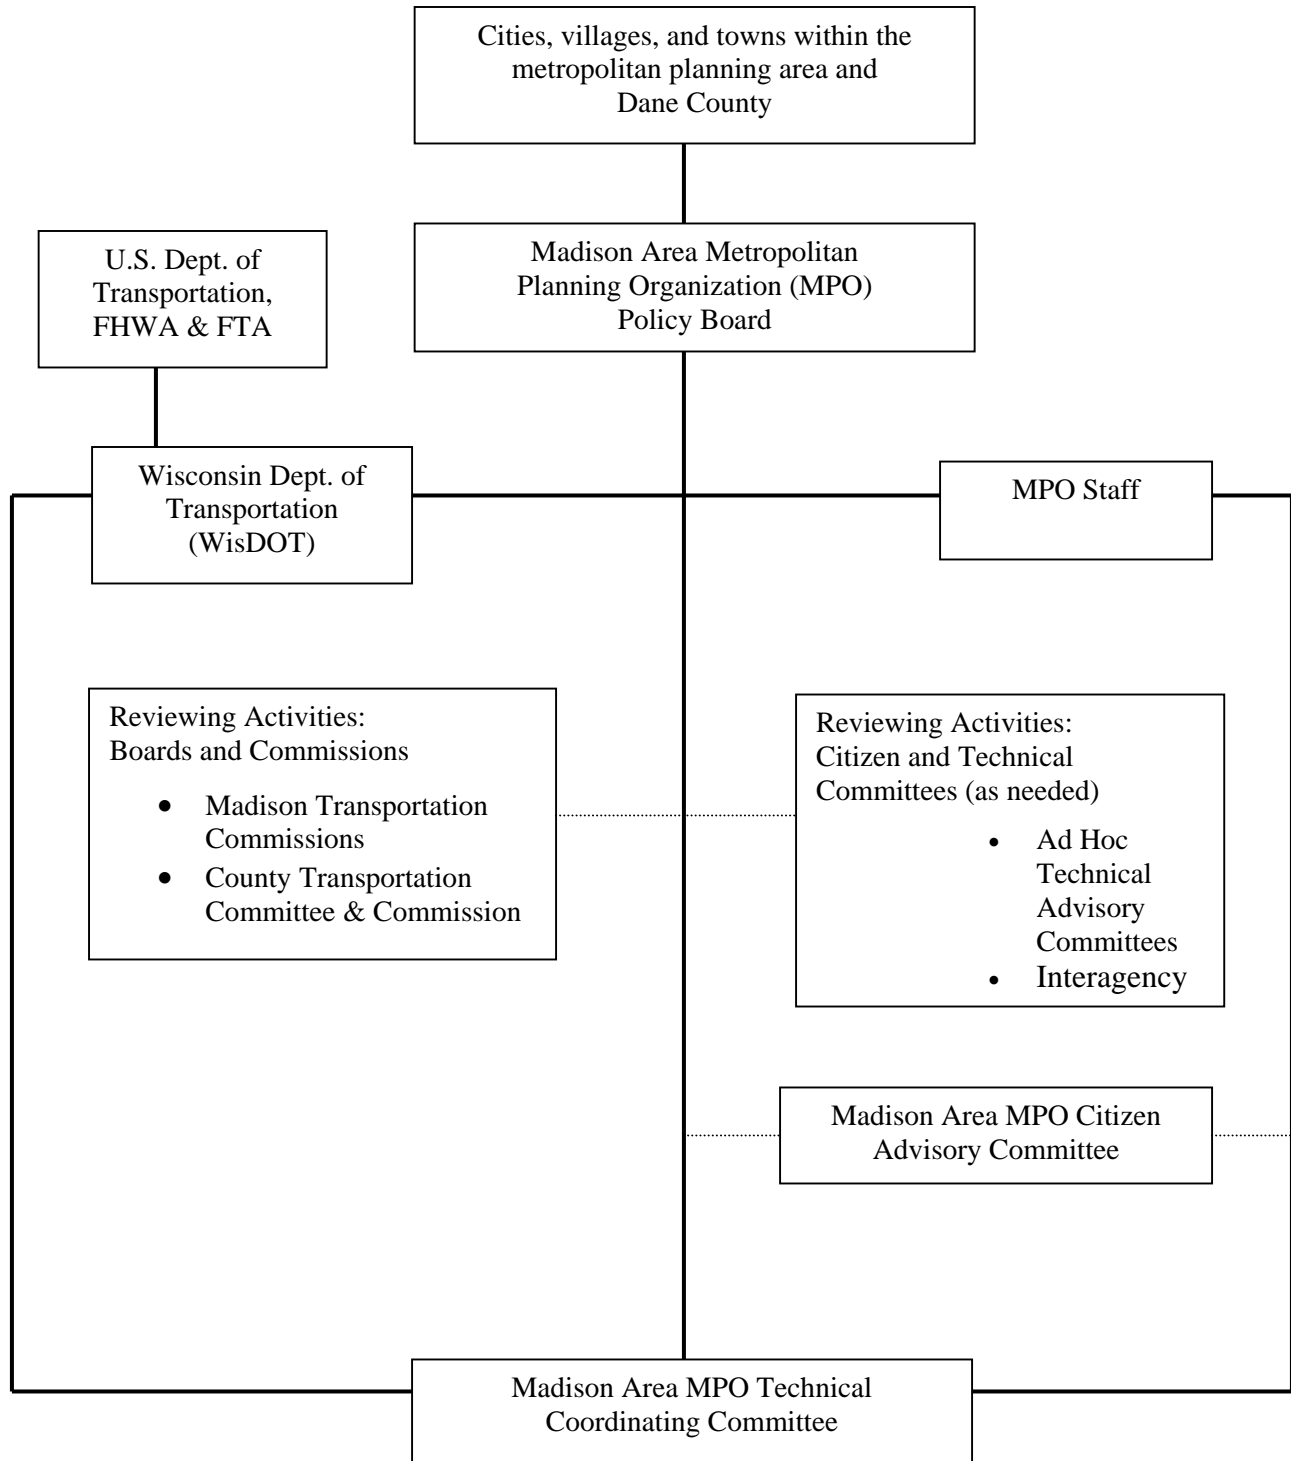 Cities, villages, and towns within the
metropolitan planning area and
Dane County
U.S. Dept. of
Transportation,
FHWA & FTA
Madison Area Metropolitan
Planning Organization (MPO)
Policy Board
Wisconsin Dept. of
Transportation
(WisDOT)
MPO Staff
Reviewing Activities:
Boards and Commissions
• Madison Transportation
Commissions
• County Transportation
Committee & Commission
Reviewing Activities:
Citizen and Technical
Committees (as needed)
• Ad Hoc
Technical
Advisory
Committees
• Interagency
Madison Area MPO Citizen
Advisory Committee
Madison Area MPO Technical
Coordinating Committee